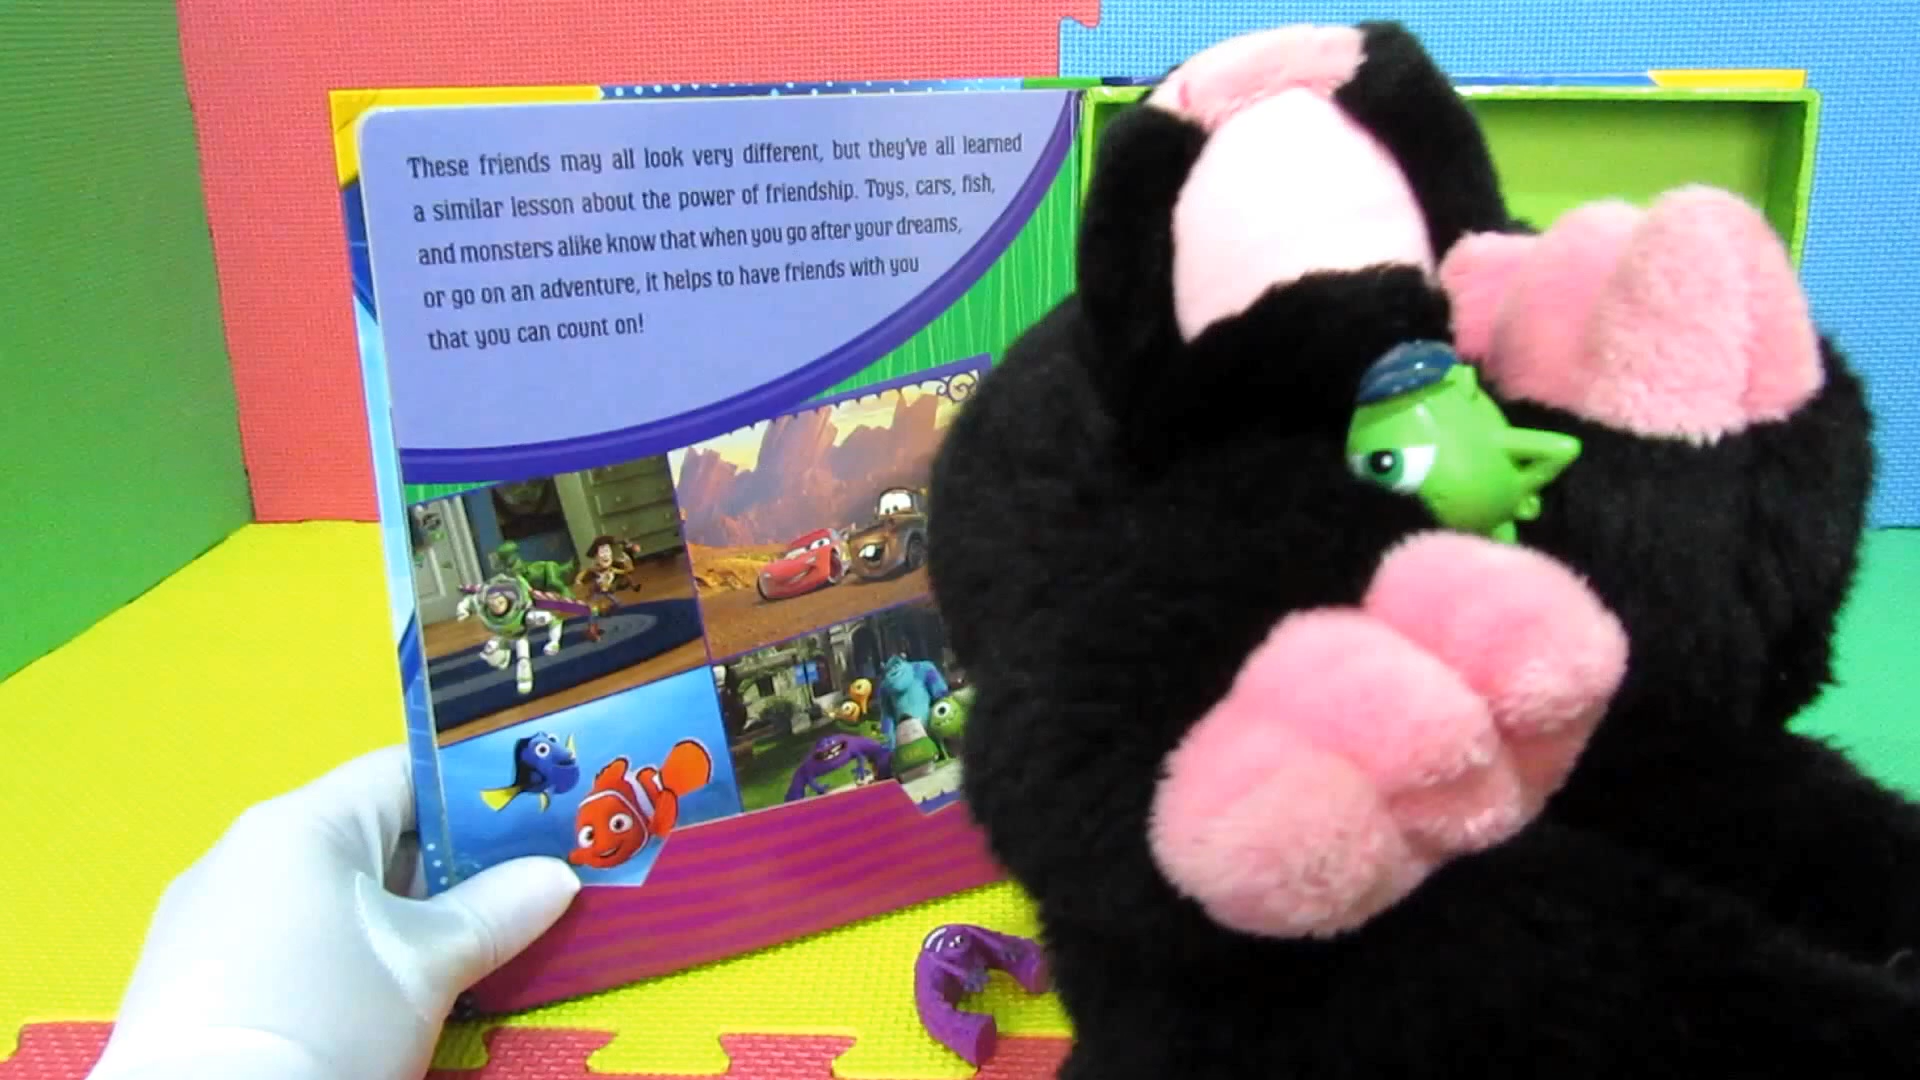 These friends may all look very different, but they've all learned
a similar lesson about the power of friendship. Toys, cars, fish,
and monsters alike know that when you go after your dreams,
or go on an adventure, it helps to have friends with you
that you can count on!